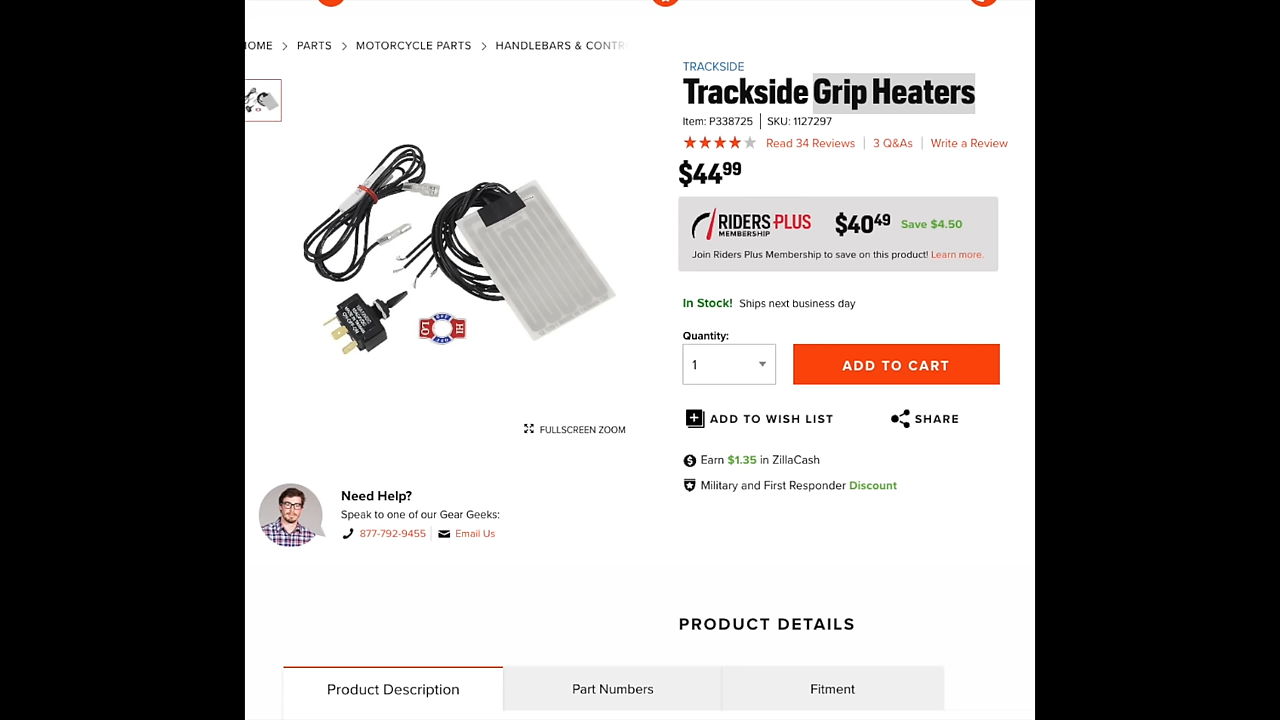 OME > PARTS > MOTORCYCLE PARTS > HANDLEBARS & CONTR
TRACKSIDE
Trackside Grip Heaters
Item: P338725 | SKU: 1127297
Read 34 Reviews | 3 Q&As | Write a Review
$44.99
RIDERS PLUS
MEMBERSHIP
$40.49 Save $4.50
Join Riders Plus Membership to save on this product! Learn more.
In Stock! Ships next business day
Quantity:
1
ADD TO CART
LO
HI
FULLSCREEN ZOOM
ADD TO WISH LIST
SHARE
Earn $1.35 in ZillaCash
Military and First Responder Discount
Need Help?
Speak to one of our Gear Geeks:
877-792-9455 | Email Us
PRODUCT DETAILS
Product Description
Part Numbers
Fitment